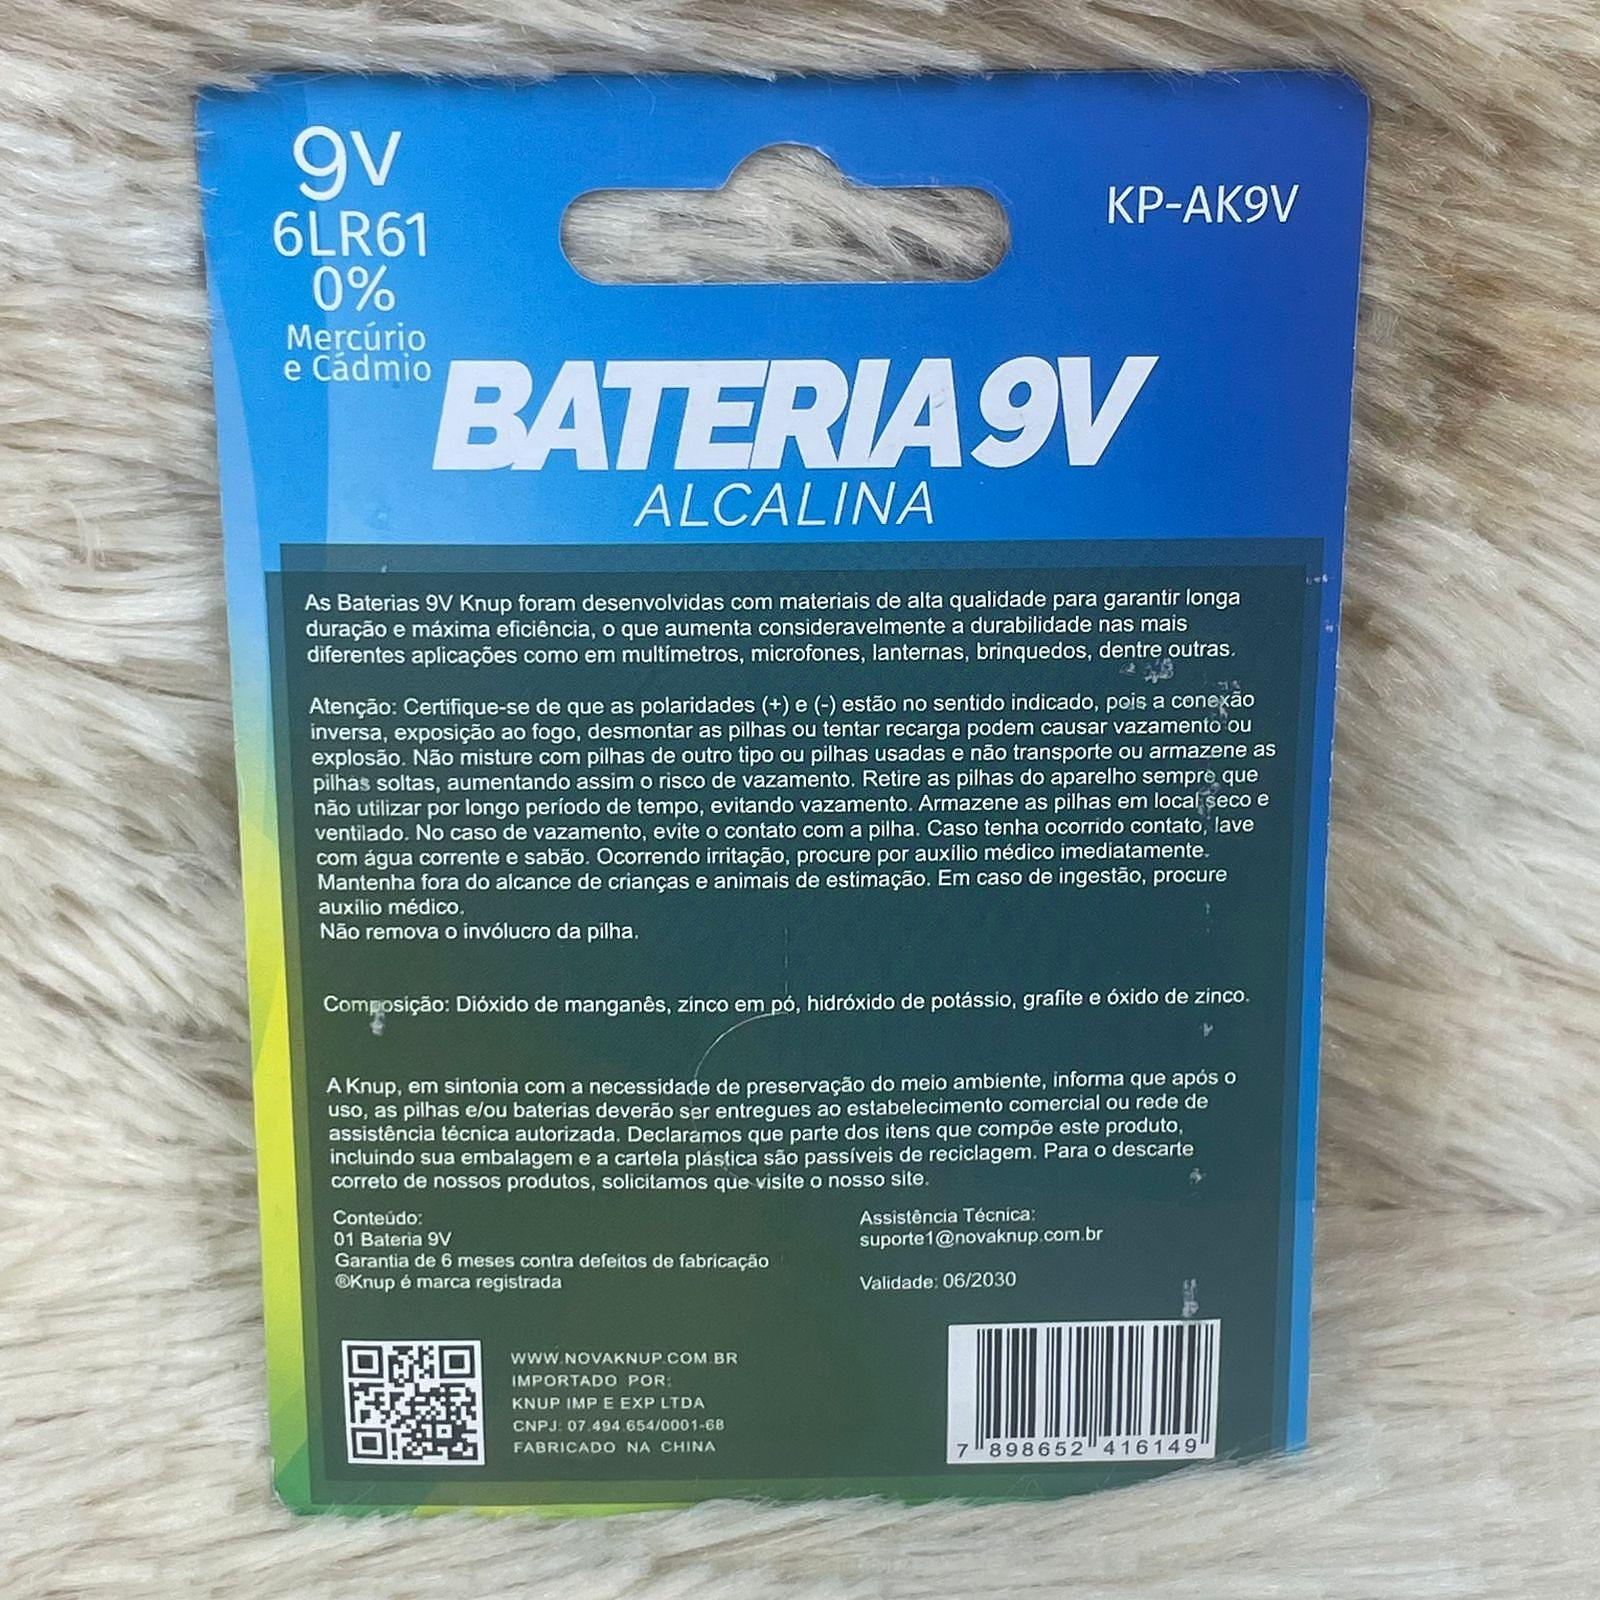 9V
6LR61
0%
Mercúrio
e Cádmio
KP-AK9V
BATERIA 9V
ALCALINA
As Baterias 9V Knup foram desenvolvidas com materiais de alta qualidade para garantir longa
duração e máxima eficiência, o que aumenta consideravelmente a durabilidade nas mais
diferentes aplicações como em multímetros, microfones, lanternas, brinquedos, dentre outras.
Atenção: Certifique-se de que as polaridades (+) e (-) estão no sentido indicado, pois a conexão
inversa, exposição ao fogo, desmontar as pilhas ou tentar recarga podem causar vazamento ou
explosão. Não misture com pilhas de outro tipo ou pilhas usadas e não transporte ou armazene as
pilhas soltas, aumentando assim o risco de vazamento. Retire as pilhas do aparelho sempre que
não utilizar por longo período de tempo, evitando vazamento. Armazene as pilhas em local seco e
ventilado. No caso de vazamento, evite o contato com a pilha. Caso tenha ocorrido contato, lave
com água corrente e sabão. Ocorrendo irritação, procure por auxílio médico imediatamente.
Mantenha fora do alcance de crianças e animais de estimação. Em caso de ingestão, procure
auxílio médico.
Não remova o invólucro da pilha.
Composição: Dióxido de manganês, zinco em pó, hidróxido de potássio, grafite e óxido de zinco.
A Knup, em sintonia com a necessidade de preservação do meio ambiente, informa que após o
uso, as pilhas e/ou baterias deverão ser entregues ao estabelecimento comercial ou rede de
assistência técnica autorizada. Declaramos que parte dos itens que compõe este produto,
incluindo sua embalagem e a cartela plástica são passíveis de reciclagem. Para o descarte
correto de nossos produtos, solicitamos que visite o nosso site.
Conteúdo:
01 Bateria 9V
Garantia de 6 meses contra defeitos de fabricação
®Knup é marca registrada
Assistência Técnica:
suporte1@novaknup.com.br
Validade: 06/2030
WWW.NOVAKNUP.COM.BR
IMPORTADO POR:
KNUP IMP E EXP LTDA
CNPJ: 07.494.654/0001-68
FABRICADO NA CHINA
7 898652 416149